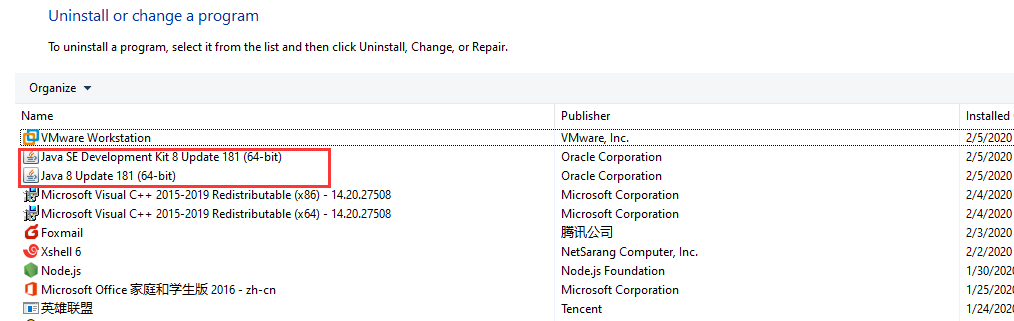 Uninstall or change a program
To uninstall a program, select it from the list and then click Uninstall, Change, or Repair.
Organize
Name Publisher Installed
VMware Workstation VMware, Inc. 2/5/2020
Java SE Development Kit 8 Update 181 (64-bit) Oracle Corporation 2/5/2020
Java 8 Update 181 (64-bit) Oracle Corporation 2/5/2020
Microsoft Visual C++ 2015-2019 Redistributable (x86) - 14.20.27508 Microsoft Corporation 2/4/2020
Microsoft Visual C++ 2015-2019 Redistributable (x64) - 14.20.27508 Microsoft Corporation 2/4/2020
Foxmail 腾讯公司 2/3/2020
Xshell 6 NetSarang Computer, Inc. 2/2/2020
Node.js Node.js Foundation 1/30/2020
Microsoft Office 家庭和学生版 2016 - zh-cn Microsoft Corporation 1/25/2020
英雄联盟 Tencent 1/24/2020